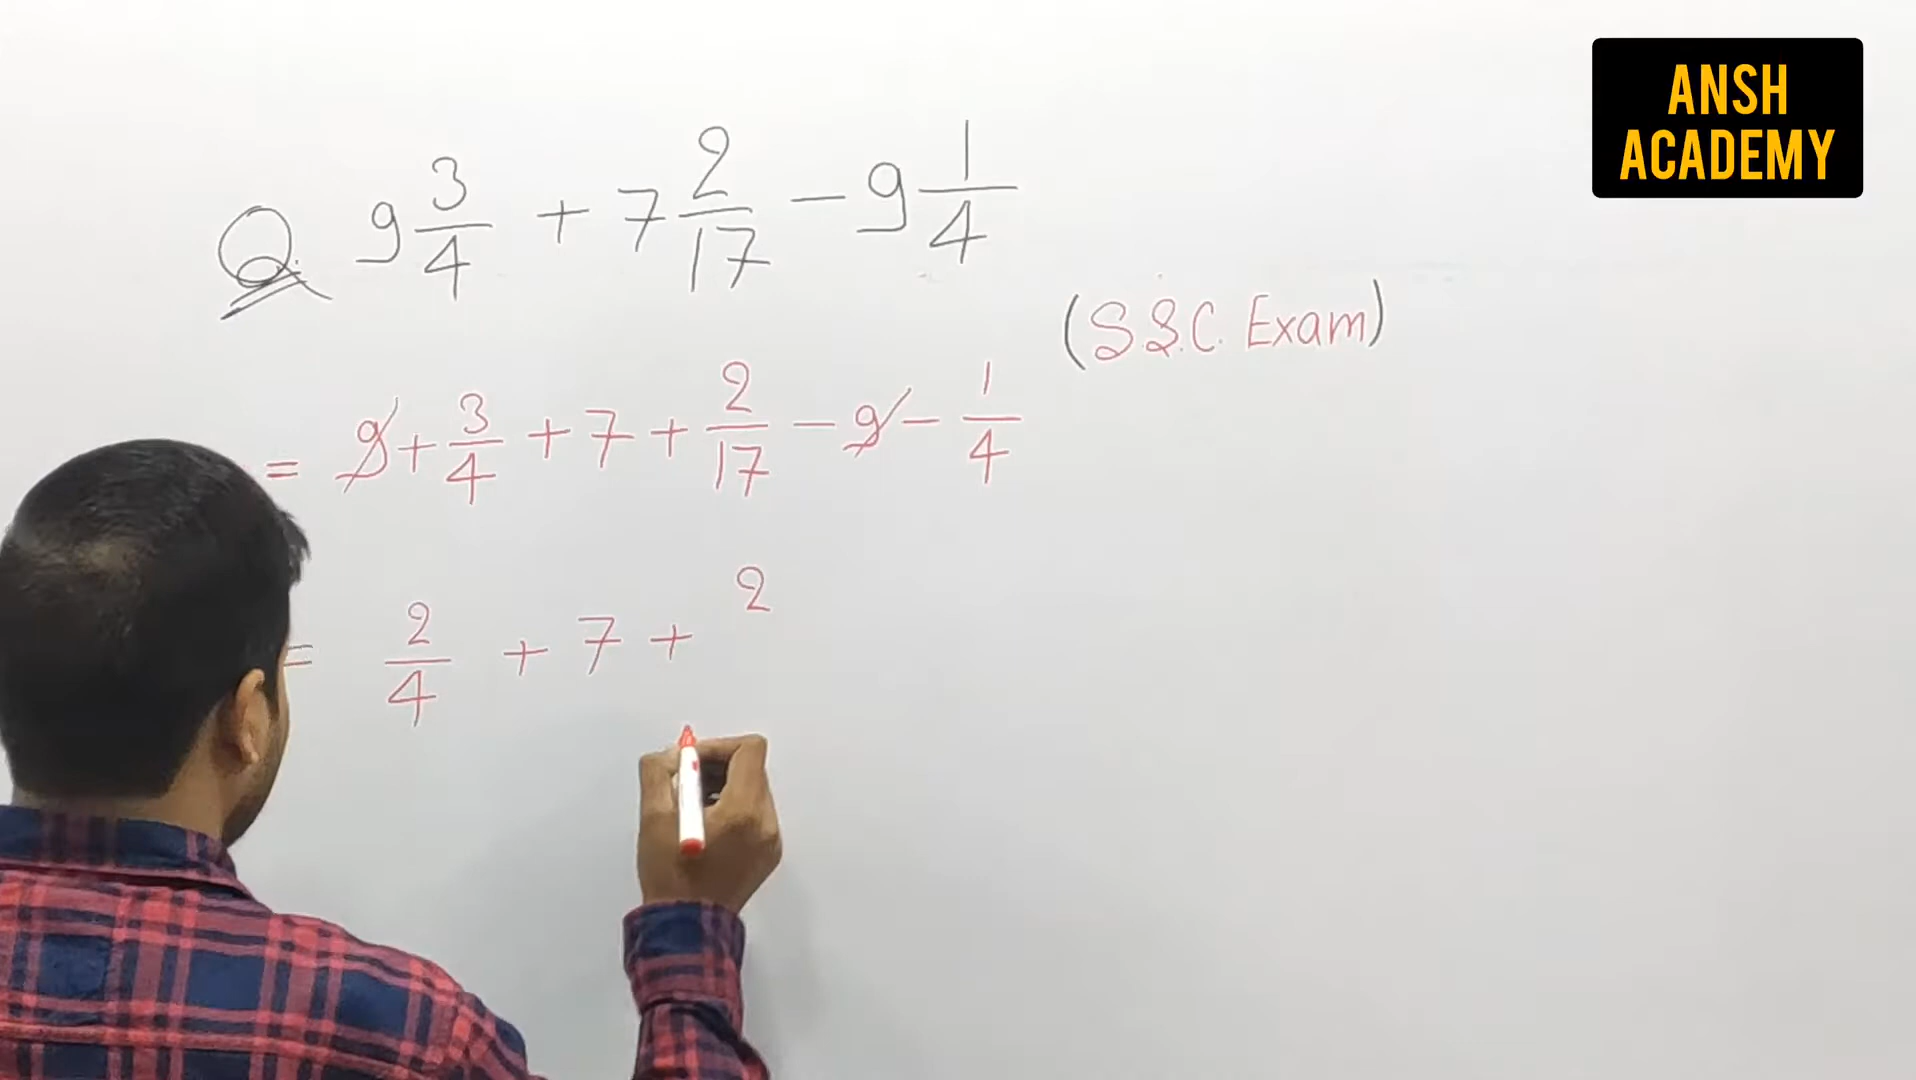 ANSH
ACADEMY
Q. 9 3/4 + 7 2/17 - 9 1/4
(S.S.C. Exam)
= 9 + 3/4 + 7 + 2/17 - 9 - 1/4
= 2/4 + 7 + 2